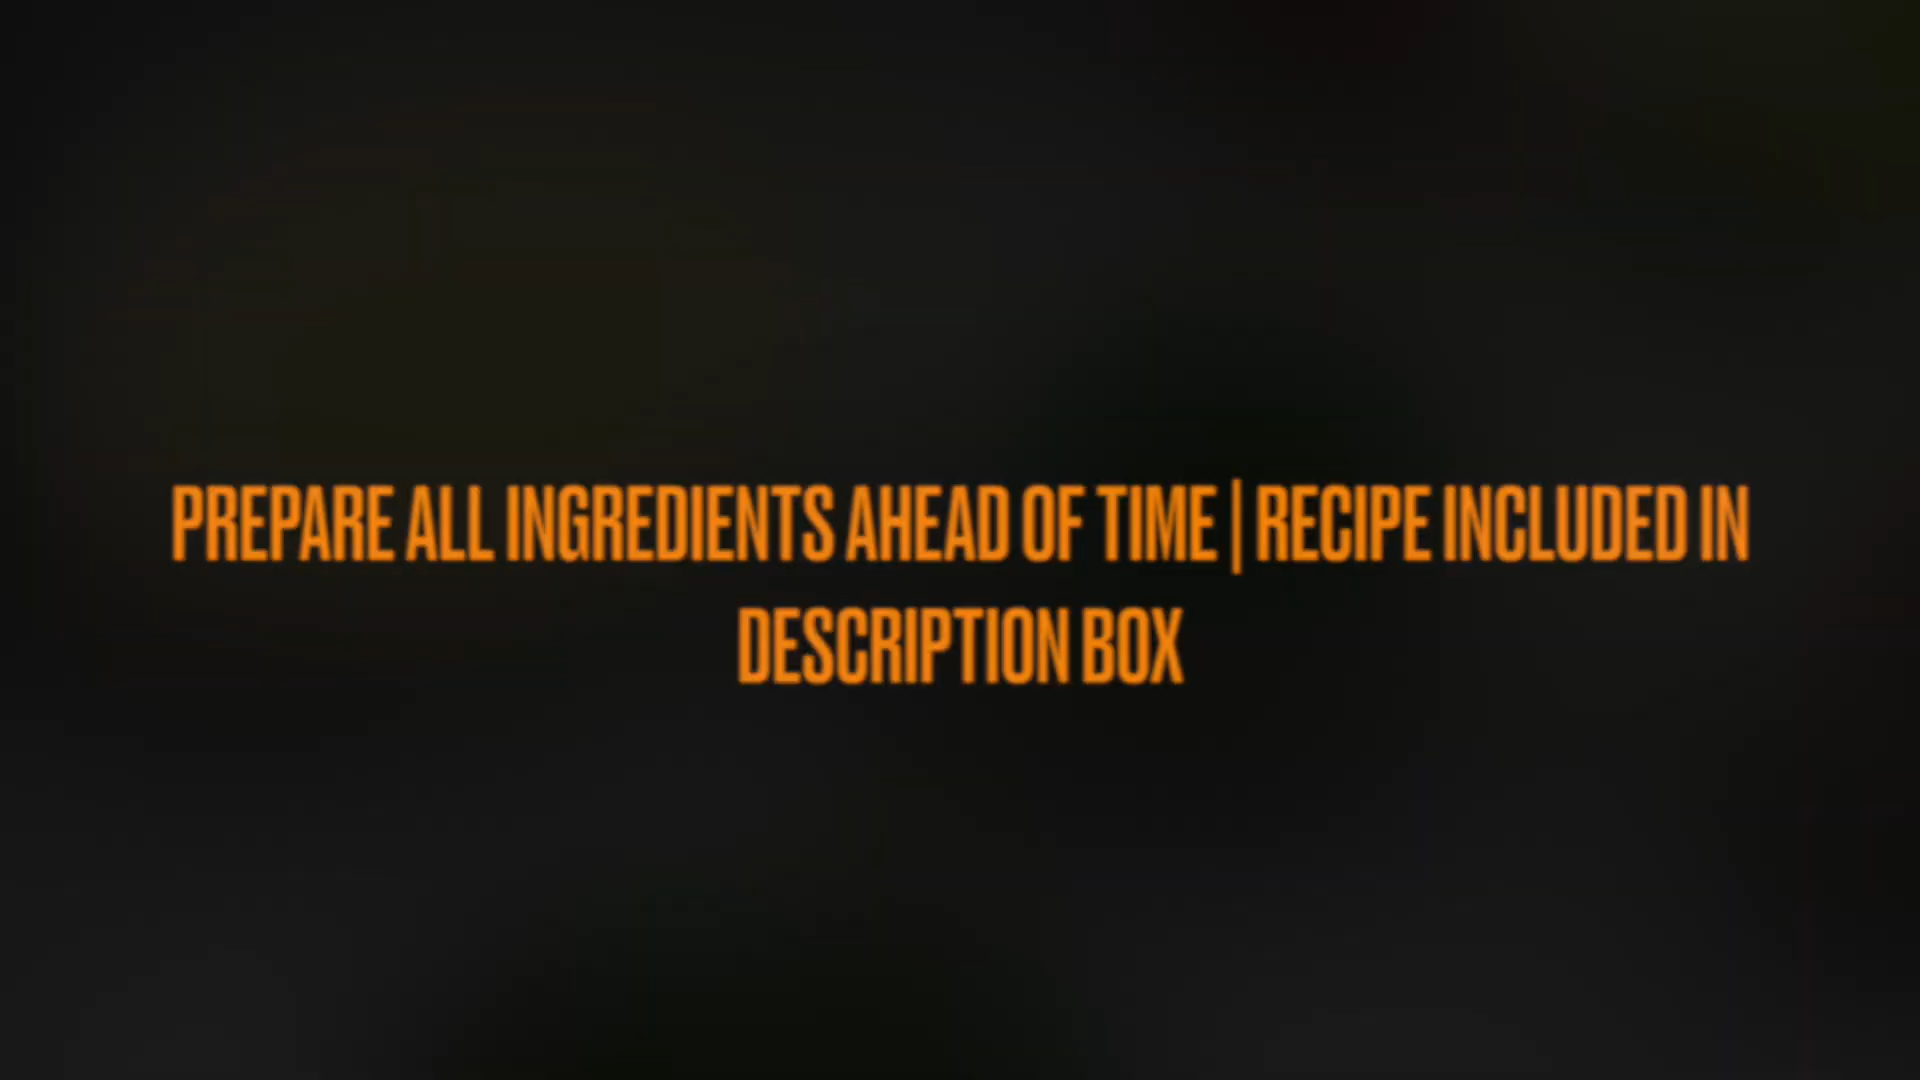 PREPARE ALL INGREDIENTS AHEAD OF TIME | RECIPE INCLUDED IN
DESCRIPTION BOX